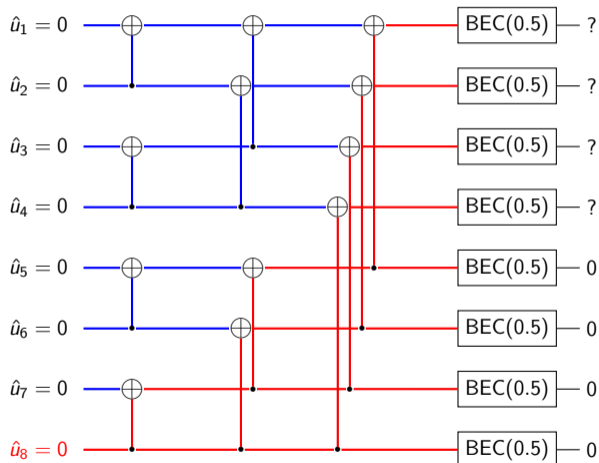 û₁ = 0 BEC(0.5) ?
û₂ = 0 BEC(0.5) ?
û₃ = 0 BEC(0.5) ?
û₄ = 0 BEC(0.5) ?
û₅ = 0 BEC(0.5) 0
û₆ = 0 BEC(0.5) 0
û₇ = 0 BEC(0.5) 0
û₈ = 0 BEC(0.5) 0